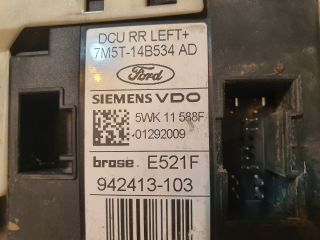 DCU RR LEFT+
7M5T-14B534 AD
Ford
SIEMENS VDO
5WK 11 588F
01292009
brose E521F
942413-103